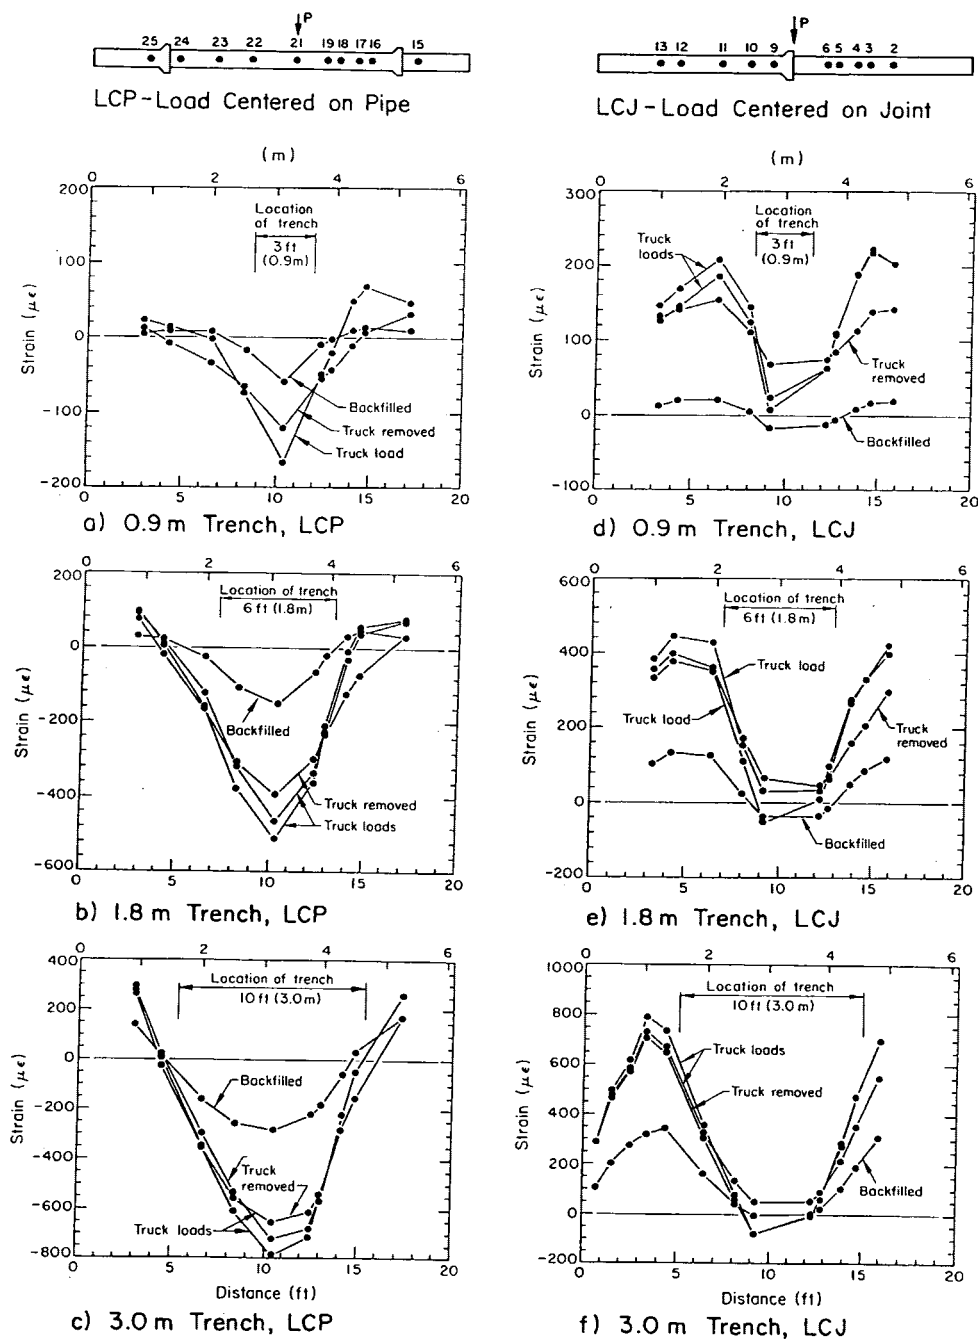 P
25 24 23 22 21 19 18 17 16 15
LCP-Load Centered on Pipe
P
13 12 11 10 9 6 5 4 3 2
LCJ-Load Centered on Joint
(m)
0 2 4 6
200
100
0
-100
-200
Strain (με)
Location
of trench
3 ft
(0.9m)
Backfilled
Truck removed
Truck load
0 5 10 15 20
a) 0.9 m Trench, LCP
(m)
0 2 4 6
300
200
100
0
-100
Strain (με)
Location
of trench
3 ft
(0.9m)
Truck
loads
Truck
removed
Backfilled
0 5 10 15 20
d) 0.9 m Trench, LCJ
0 2 4 6
200
0
-200
-400
-600
Strain (με)
Location of trench
6 ft (1.8m)
Backfilled
Truck removed
Truck loads
0 5 10 15 20
b) 1.8 m Trench, LCP
0 2 4 6
600
400
200
0
-200
Strain (με)
Location of trench
6 ft (1.8m)
Truck load
Truck load
Truck
removed
Backfilled
0 5 10 15 20
e) 1.8 m Trench, LCJ
0 2 4 6
400
200
0
-200
-400
-600
-800
Strain (με)
Location of trench
10 ft (3.0m)
Backfilled
Truck
removed
Truck loads
0 5 10 15 20
Distance (ft)
c) 3.0 m Trench, LCP
0 2 4 6
1000
800
600
400
200
0
-200
Strain (με)
Location of trench
10 ft (3.0m)
Truck loads
Truck removed
Backfilled
0 5 10 15 20
Distance (ft)
f) 3.0 m Trench, LCJ